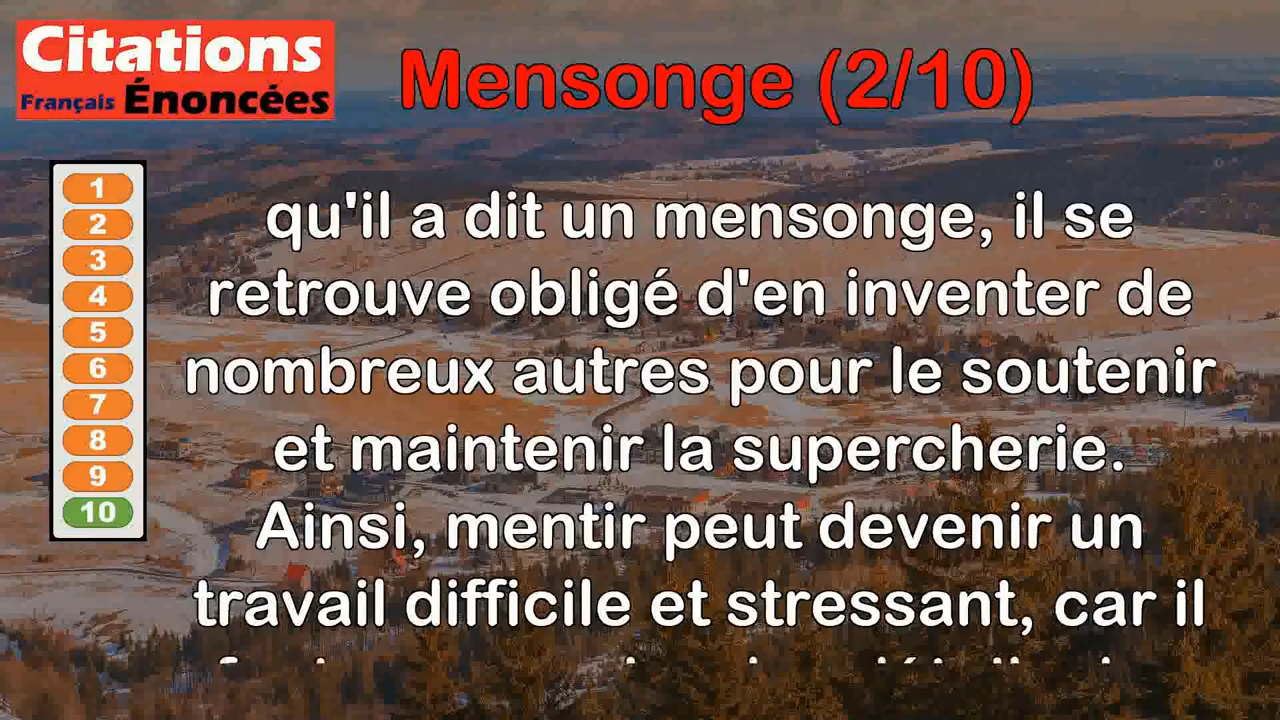 Citations
Français Énoncées
Mensonge (2/10)
1
2
3
4
5
6
7
8
9
10
qu'il a dit un mensonge, il se
retrouve obligé d'en inventer de
nombreux autres pour le soutenir
et maintenir la supercherie.
Ainsi, mentir peut devenir un
travail difficile et stressant, car il